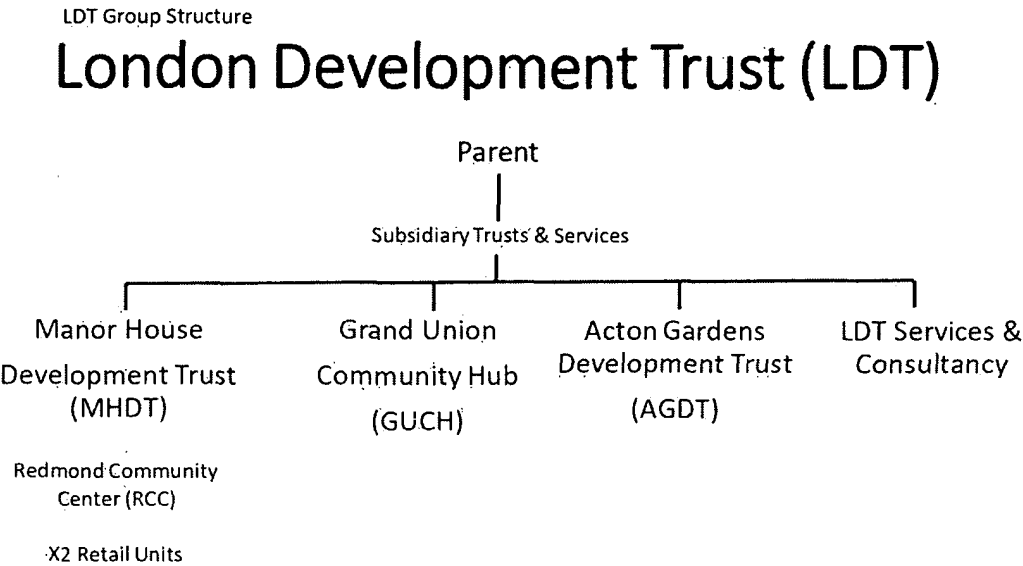 LDT Group Structure
London Development Trust (LDT)
Parent
Subsidiary Trusts & Services
Manor House
Development Trust
(MHDT)
Redmond Community
Center (RCC)
X2 Retail Units
Grand Union
Community Hub
(GUCH)
Acton Gardens
Development Trust
(AGDT)
LDT Services &
Consultancy